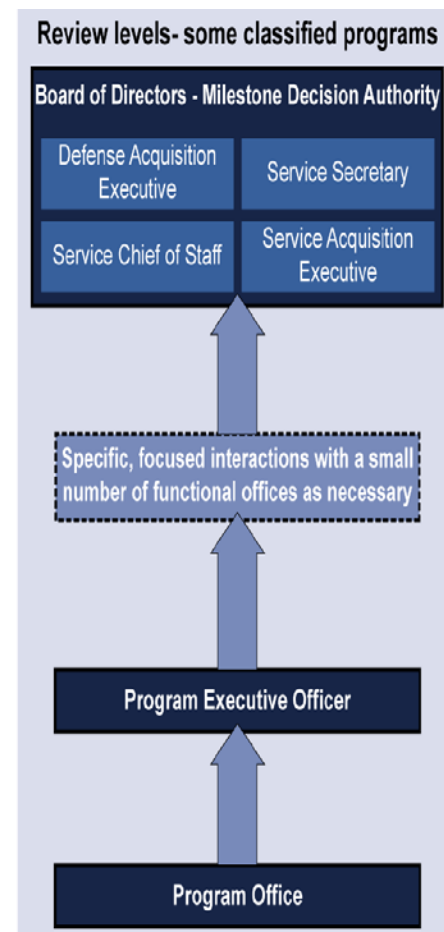 Review levels- some classified programs
Board of Directors - Milestone Decision Authority
Defense Acquisition
Executive
Service Secretary
Service Chief of Staff
Service Acquisition
Executive
Specific, focused interactions with a small
number of functional offices as necessary
Program Executive Officer
Program Office